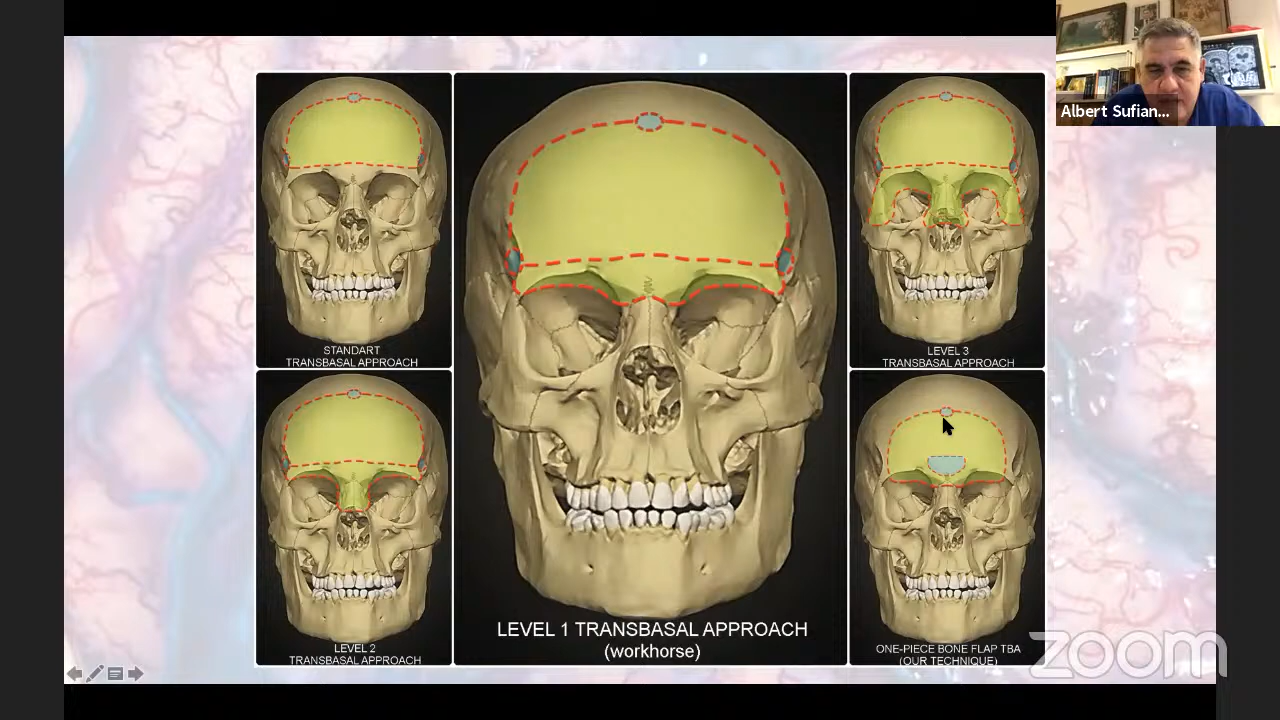 Albert Sufian...
STANDART
TRANSBASAL APPROACH
LEVEL 1 TRANSBASAL APPROACH
(workhorse)
LEVEL 3
TRANSBASAL APPROACH
LEVEL 2
TRANSBASAL APPROACH
ONE-PIECE BONE FLAP TBA
(OUR TECHNIQUE)
zoom